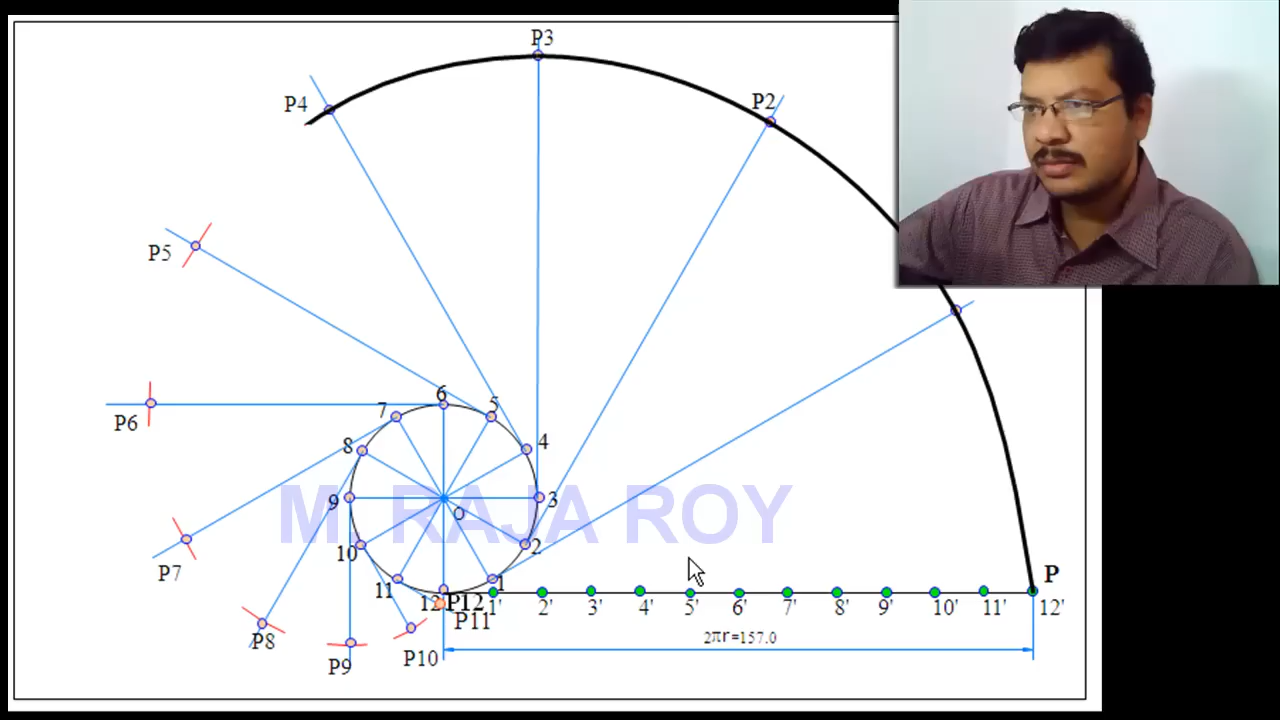 P3
P4
P2
P5
6
7
5
P6
8
4
9
3
M RAJA ROY
O
10
2
11
1
P
12
P12
1' 2' 3' 4' 5' 6' 7' 8' 9' 10' 11' 12'
P11
P7
P8
P9
P10
2πr=157.0